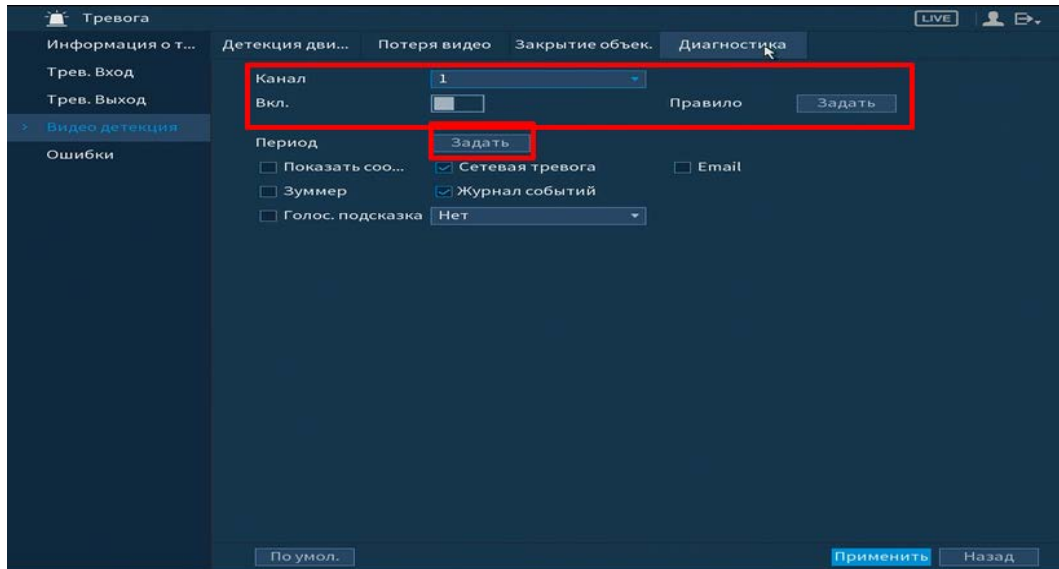 Тревога
LIVE
Информация о т...
Детекция дви...
Потеря видео
Закрытие объек.
Диагностика
Трев. Вход
Трев. Выход
Видео детекция
Ошибки
Канал
1
Вкл.
Правило
Задать
Период
Задать
Показать соо...
Сетевая тревога
Email
Зуммер
Журнал событий
Голос. подсказка
Нет
По умол.
Применить
Назад